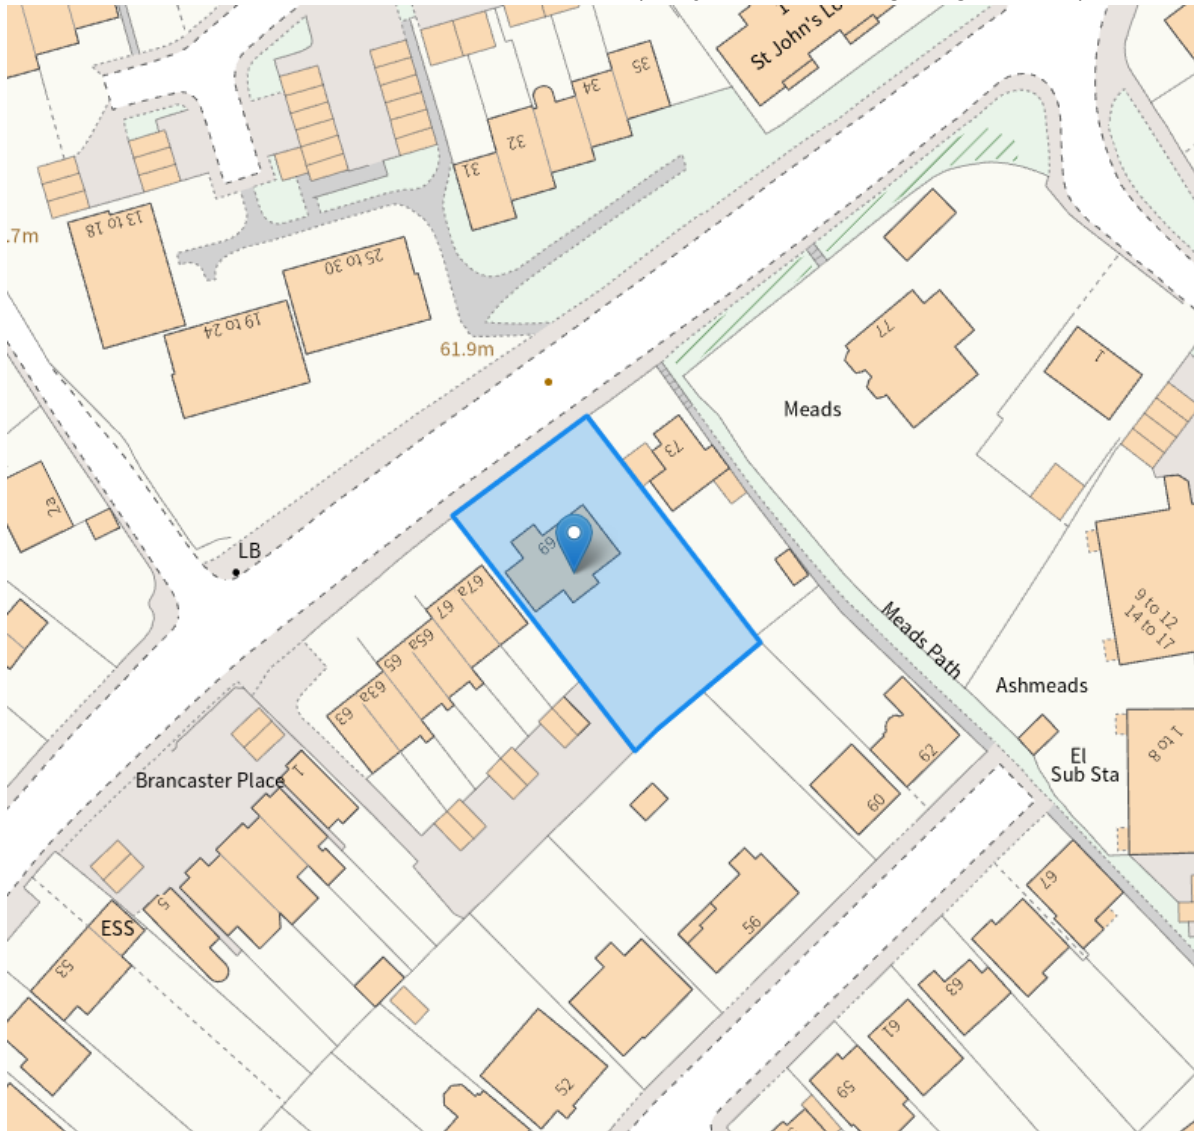 St John's Lo
35
34
32
31
13 to 18
.7m
25 to 30
19 to 24
61.9m
77
1
Meads
73
2a
LB
69
67a
67
65a
65
63a
63
9 to 12
14 to 17
Meads Path
Ashmeads
El
Sub Sta
1 to 8
62
60
Brancaster Place
1
56
5
ESS
53
67
63
61
59
52